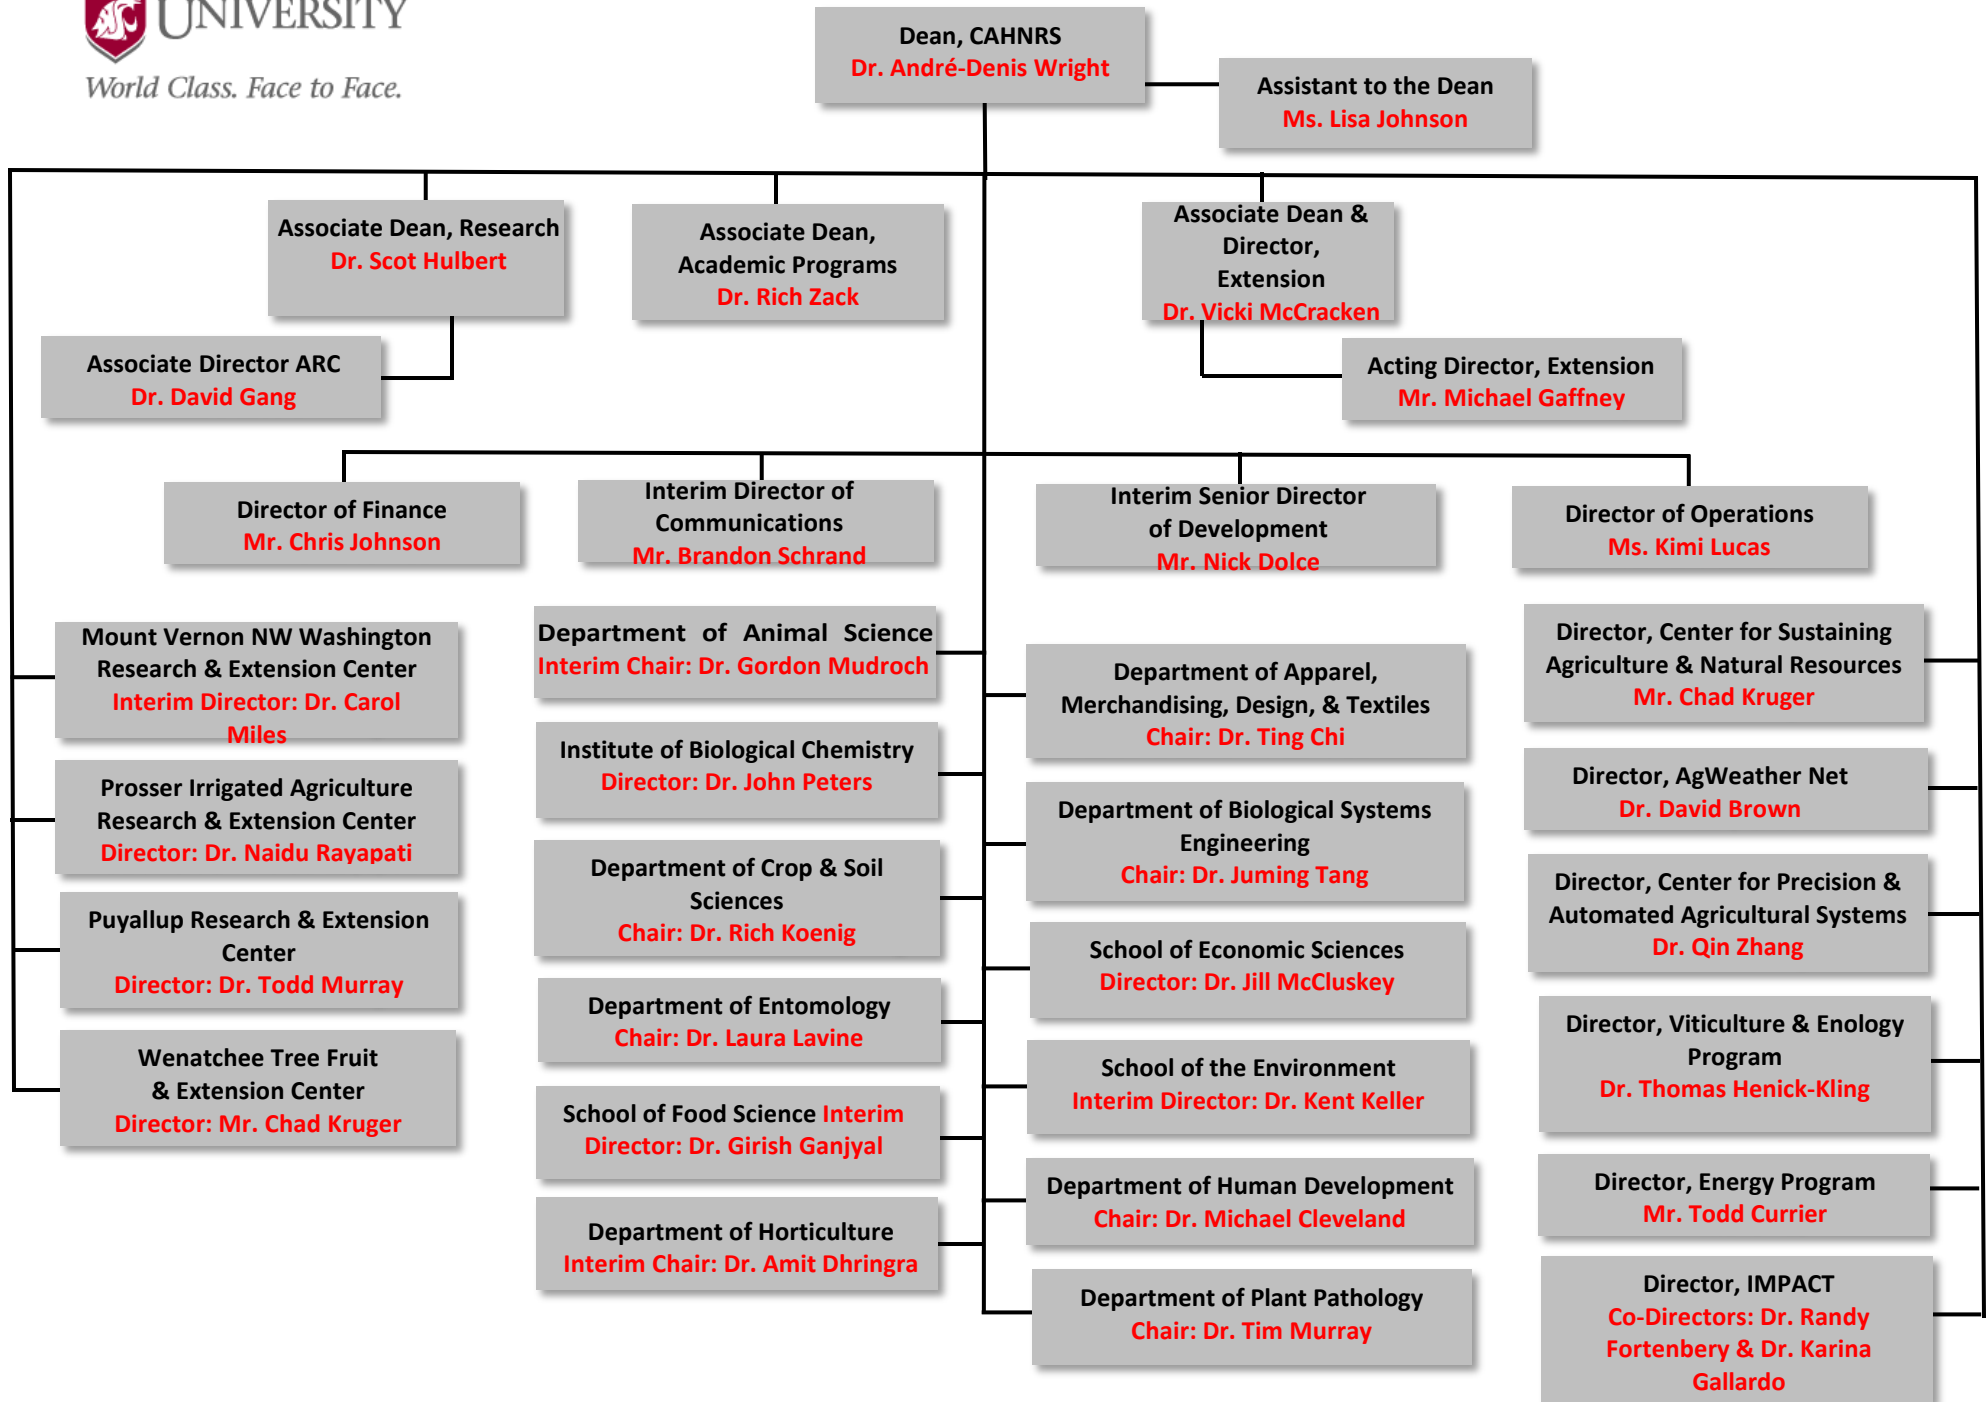 UNIVERSITY
World Class. Face to Face.
Dean, CAHNRS
Dr. André-Denis Wright
Assistant to the Dean
Ms. Lisa Johnson
Associate Dean, Research
Dr. Scot Hulbert
Associate Dean,
Academic Programs
Dr. Rich Zack
Associate Dean &
Director,
Extension
Dr. Vicki McCracken
Associate Director ARC
Dr. David Gang
Acting Director, Extension
Mr. Michael Gaffney
Director of Finance
Mr. Chris Johnson
Interim Director of
Communications
Mr. Brandon Schrand
Interim Senior Director
of Development
Mr. Nick Dolce
Director of Operations
Ms. Kimi Lucas
Mount Vernon NW Washington
Research & Extension Center
Interim Director: Dr. Carol
Miles
Prosser Irrigated Agriculture
Research & Extension Center
Director: Dr. Naidu Rayapati
Puyallup Research & Extension
Center
Director: Dr. Todd Murray
Wenatchee Tree Fruit
& Extension Center
Director: Mr. Chad Kruger
Department of Animal Science
Interim Chair: Dr. Gordon Mudroch
Institute of Biological Chemistry
Director: Dr. John Peters
Department of Crop & Soil
Sciences
Chair: Dr. Rich Koenig
Department of Entomology
Chair: Dr. Laura Lavine
School of Food Science Interim
Director: Dr. Girish Ganjyal
Department of Horticulture
Interim Chair: Dr. Amit Dhringra
Department of Apparel,
Merchandising, Design, & Textiles
Chair: Dr. Ting Chi
Department of Biological Systems
Engineering
Chair: Dr. Juming Tang
School of Economic Sciences
Director: Dr. Jill McCluskey
School of the Environment
Interim Director: Dr. Kent Keller
Department of Human Development
Chair: Dr. Michael Cleveland
Department of Plant Pathology
Chair: Dr. Tim Murray
Director, Center for Sustaining
Agriculture & Natural Resources
Mr. Chad Kruger
Director, AgWeather Net
Dr. David Brown
Director, Center for Precision &
Automated Agricultural Systems
Dr. Qin Zhang
Director, Viticulture & Enology
Program
Dr. Thomas Henick-Kling
Director, Energy Program
Mr. Todd Currier
Director, IMPACT
Co-Directors: Dr. Randy
Fortenbery & Dr. Karina
Gallardo